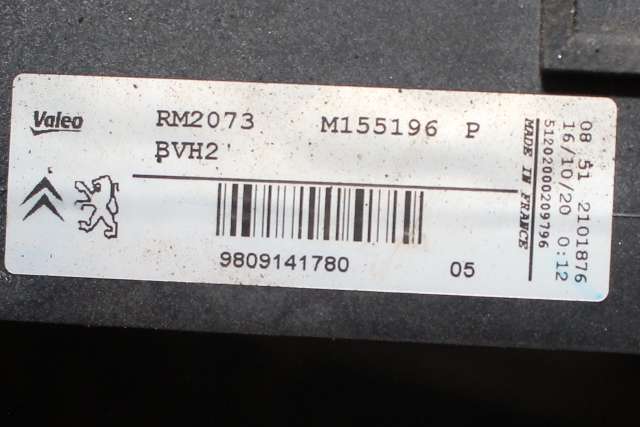 Valeo
RM2073 M155196 P
BVH2
9809141780 05
MADE IN FRANCE
51202000209796
16/10/20 0:12
08 51 2101876